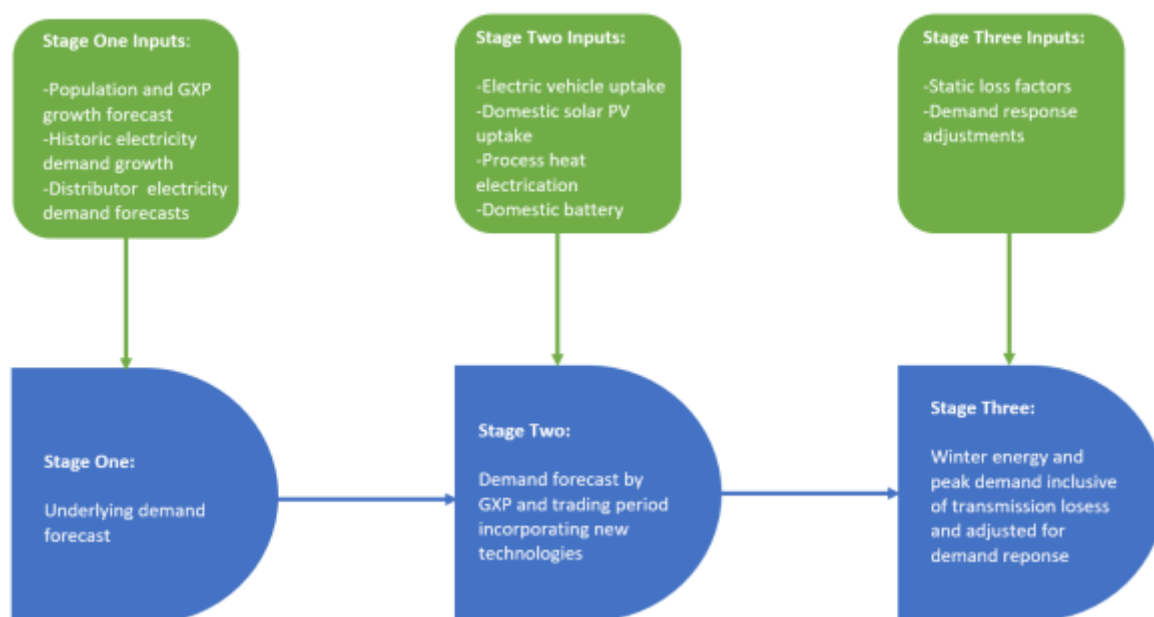 Stage One Inputs:
-Population and GXP
growth forecast
-Historic electricity
demand growth
-Distributor electricity
demand forecasts
Stage Two Inputs:
-Electric vehicle uptake
-Domestic solar PV
uptake
-Process heat
electrication
-Domestic battery
Stage Three Inputs:
-Static loss factors
-Demand response
adjustments
Stage One:
Underlying demand
forecast
Stage Two:
Demand forecast by
GXP and trading period
incorporating new
technologies
Stage Three:
Winter energy and
peak demand inclusive
of transmission losess
and adjusted for
demand reponse